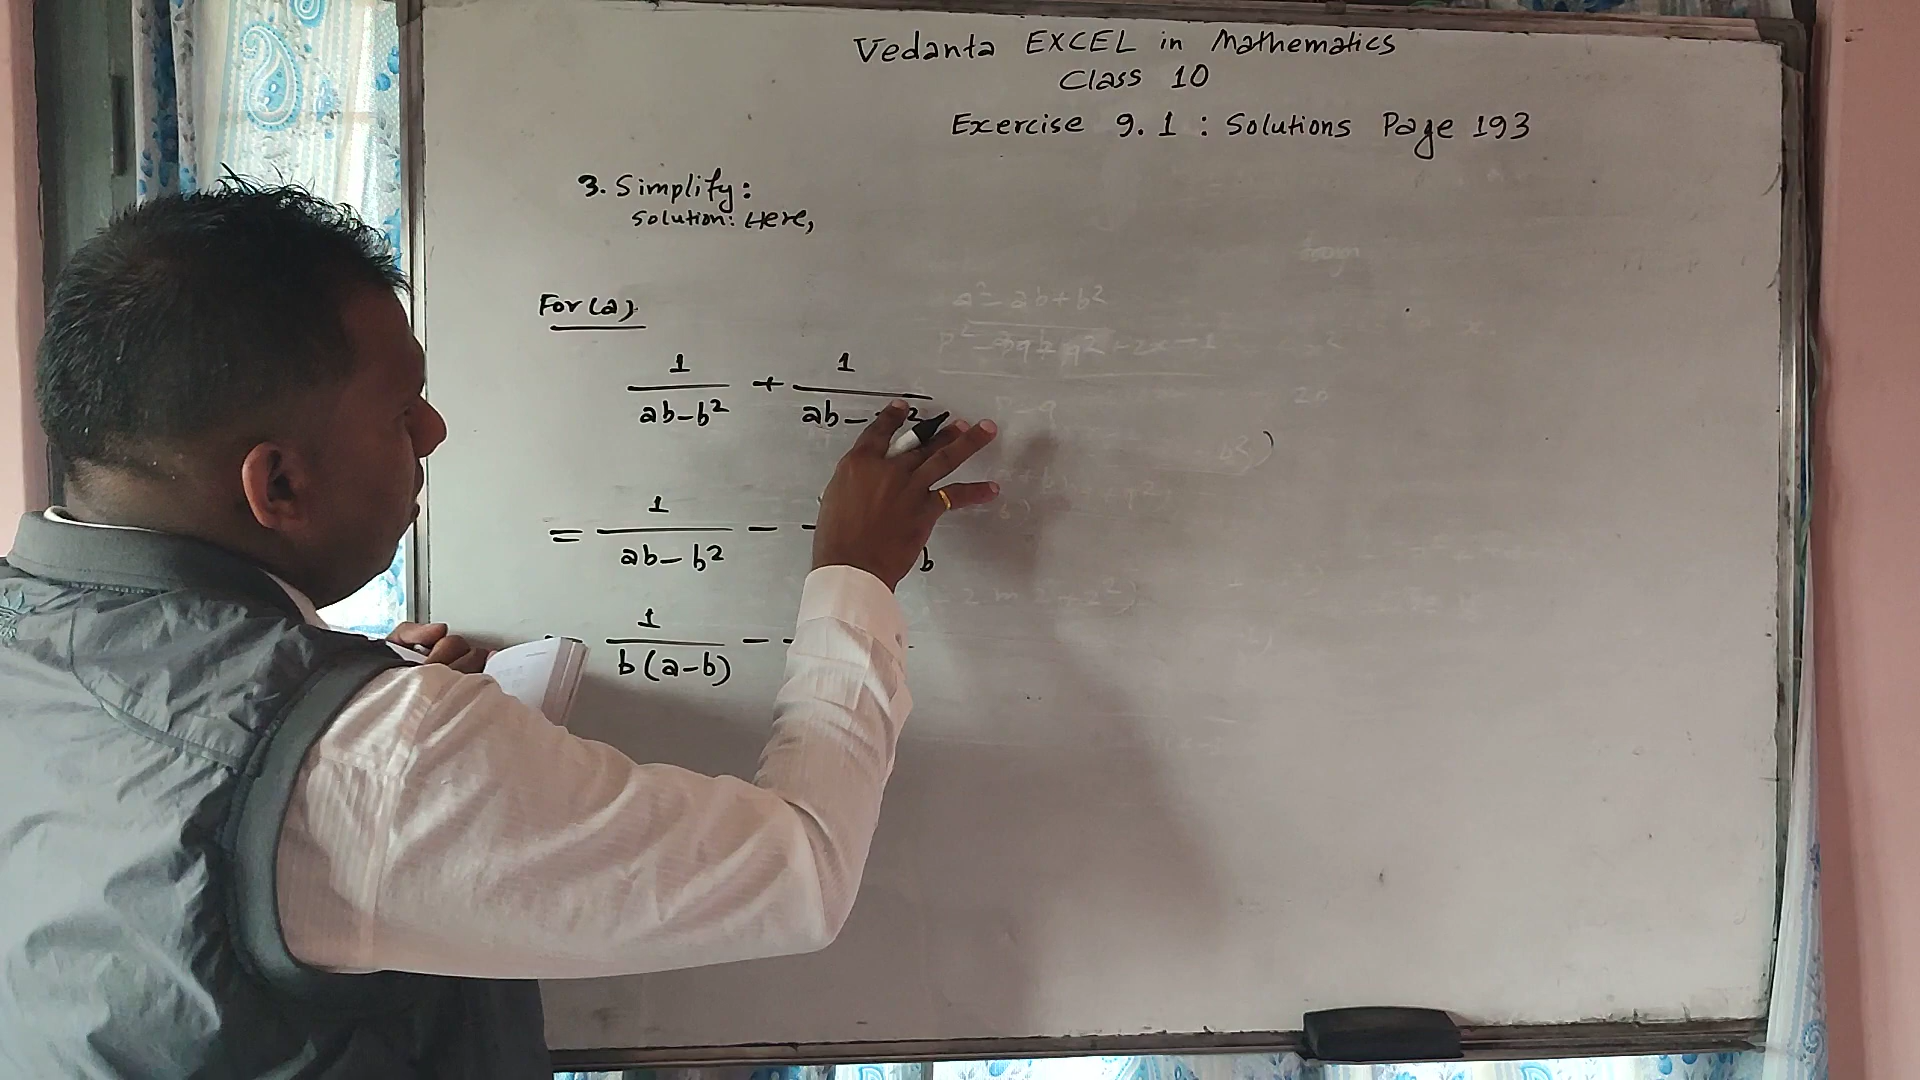 Vedanta EXCEL in Mathematics
Class 10
Exercise 9.1 : Solutions Page 193
3. Simplify:
Solution: Here,
For (a).
1 1
+
ab-b² ab- ²
1
= - -
ab-b² b
1
- -
b(a-b)